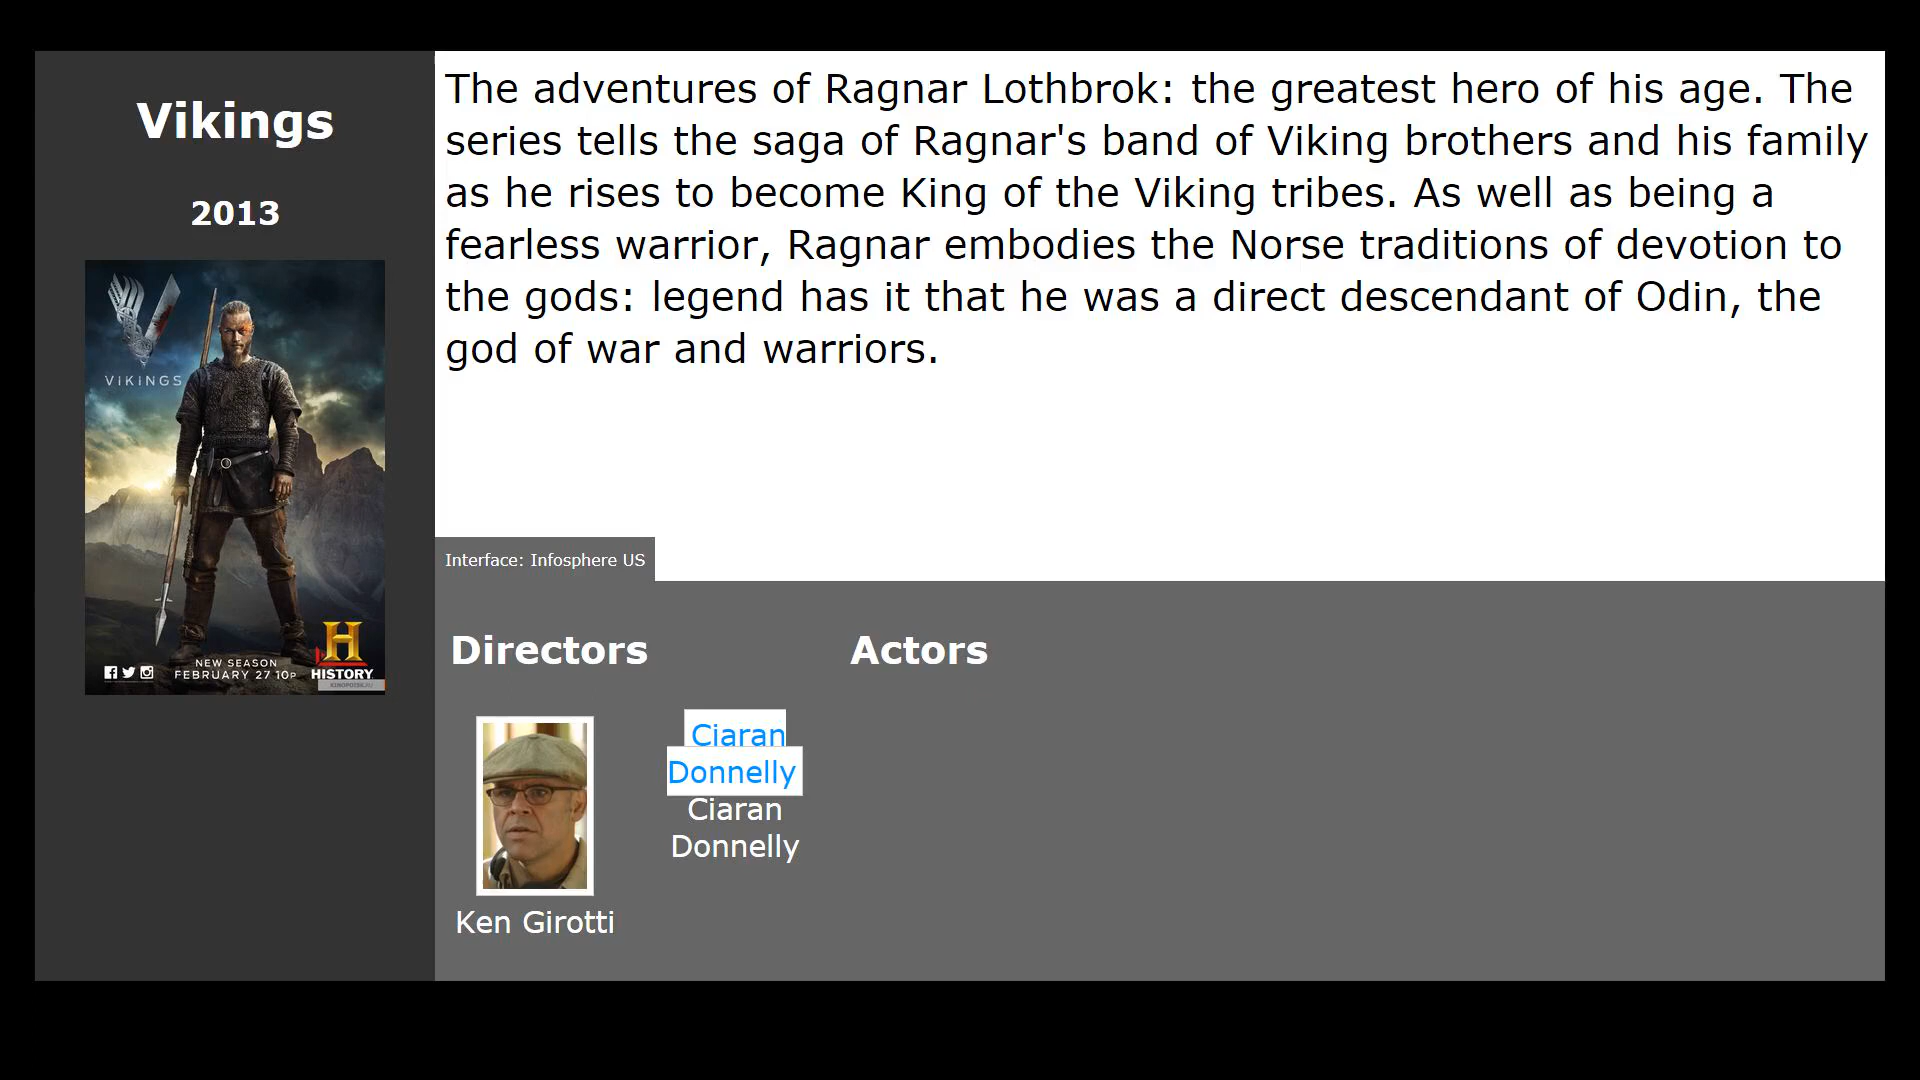 Vikings
2013
VIKINGS
NEW SEASON
FEBRUARY 27 10P
HISTORY
KINOPOISK.RU
The adventures of Ragnar Lothbrok: the greatest hero of his age. The
series tells the saga of Ragnar's band of Viking brothers and his family
as he rises to become King of the Viking tribes. As well as being a
fearless warrior, Ragnar embodies the Norse traditions of devotion to
the gods: legend has it that he was a direct descendant of Odin, the
god of war and warriors.
Interface: Infosphere US
Directors
Actors
Ken Girotti
Ciaran
Donnelly
Ciaran
Donnelly